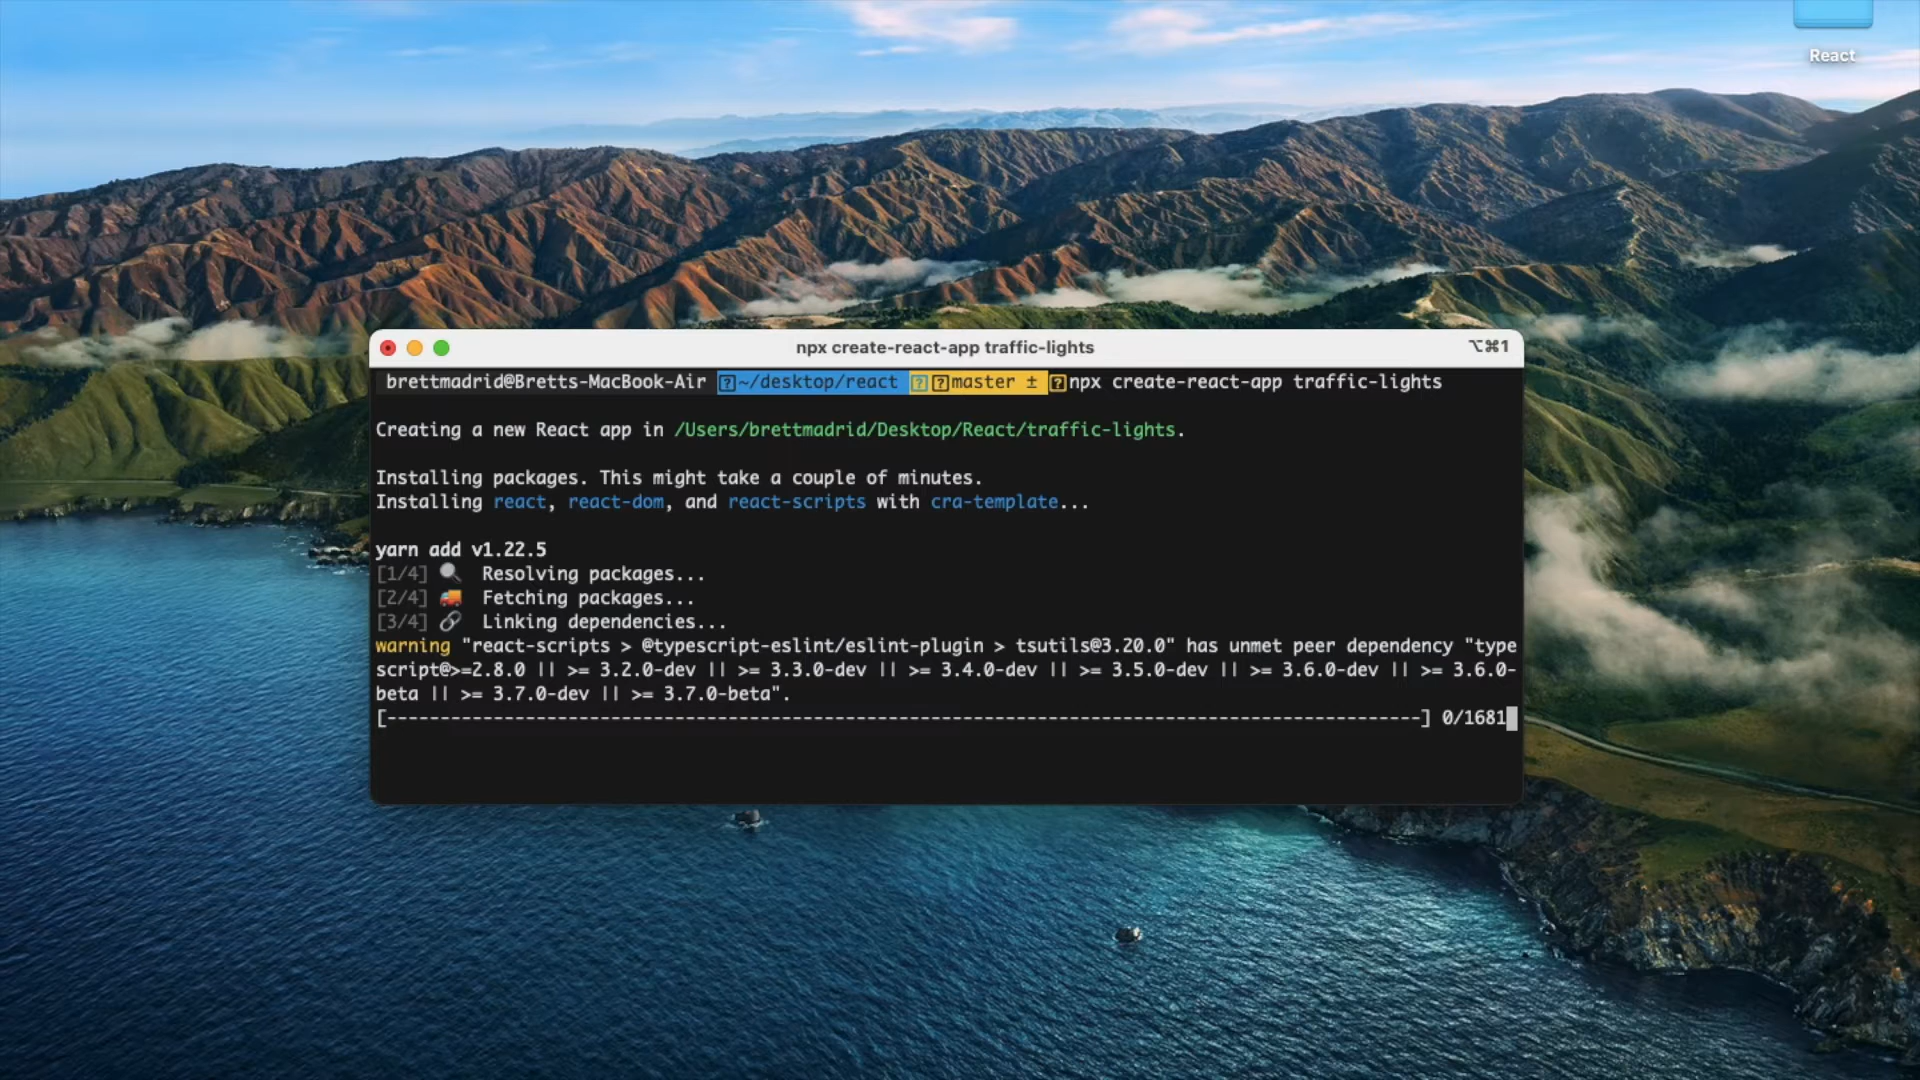 React
npx create-react-app traffic-lights
⌥⌘1
brettmadrid@Bretts-MacBook-Air ~/desktop/react master ± npx create-react-app traffic-lights
Creating a new React app in /Users/brettmadrid/Desktop/React/traffic-lights.
Installing packages. This might take a couple of minutes.
Installing react, react-dom, and react-scripts with cra-template...
yarn add v1.22.5
[1/4] 🔍 Resolving packages...
[2/4] 🚚 Fetching packages...
[3/4] 🔗 Linking dependencies...
warning "react-scripts > @typescript-eslint/eslint-plugin > tsutils@3.20.0" has unmet peer dependency "type
script@>=2.8.0 || >= 3.2.0-dev || >= 3.3.0-dev || >= 3.4.0-dev || >= 3.5.0-dev || >= 3.6.0-dev || >= 3.6.0-
beta || >= 3.7.0-dev || >= 3.7.0-beta".
[-------------------------------------------------------------------------------------------------] 0/1681